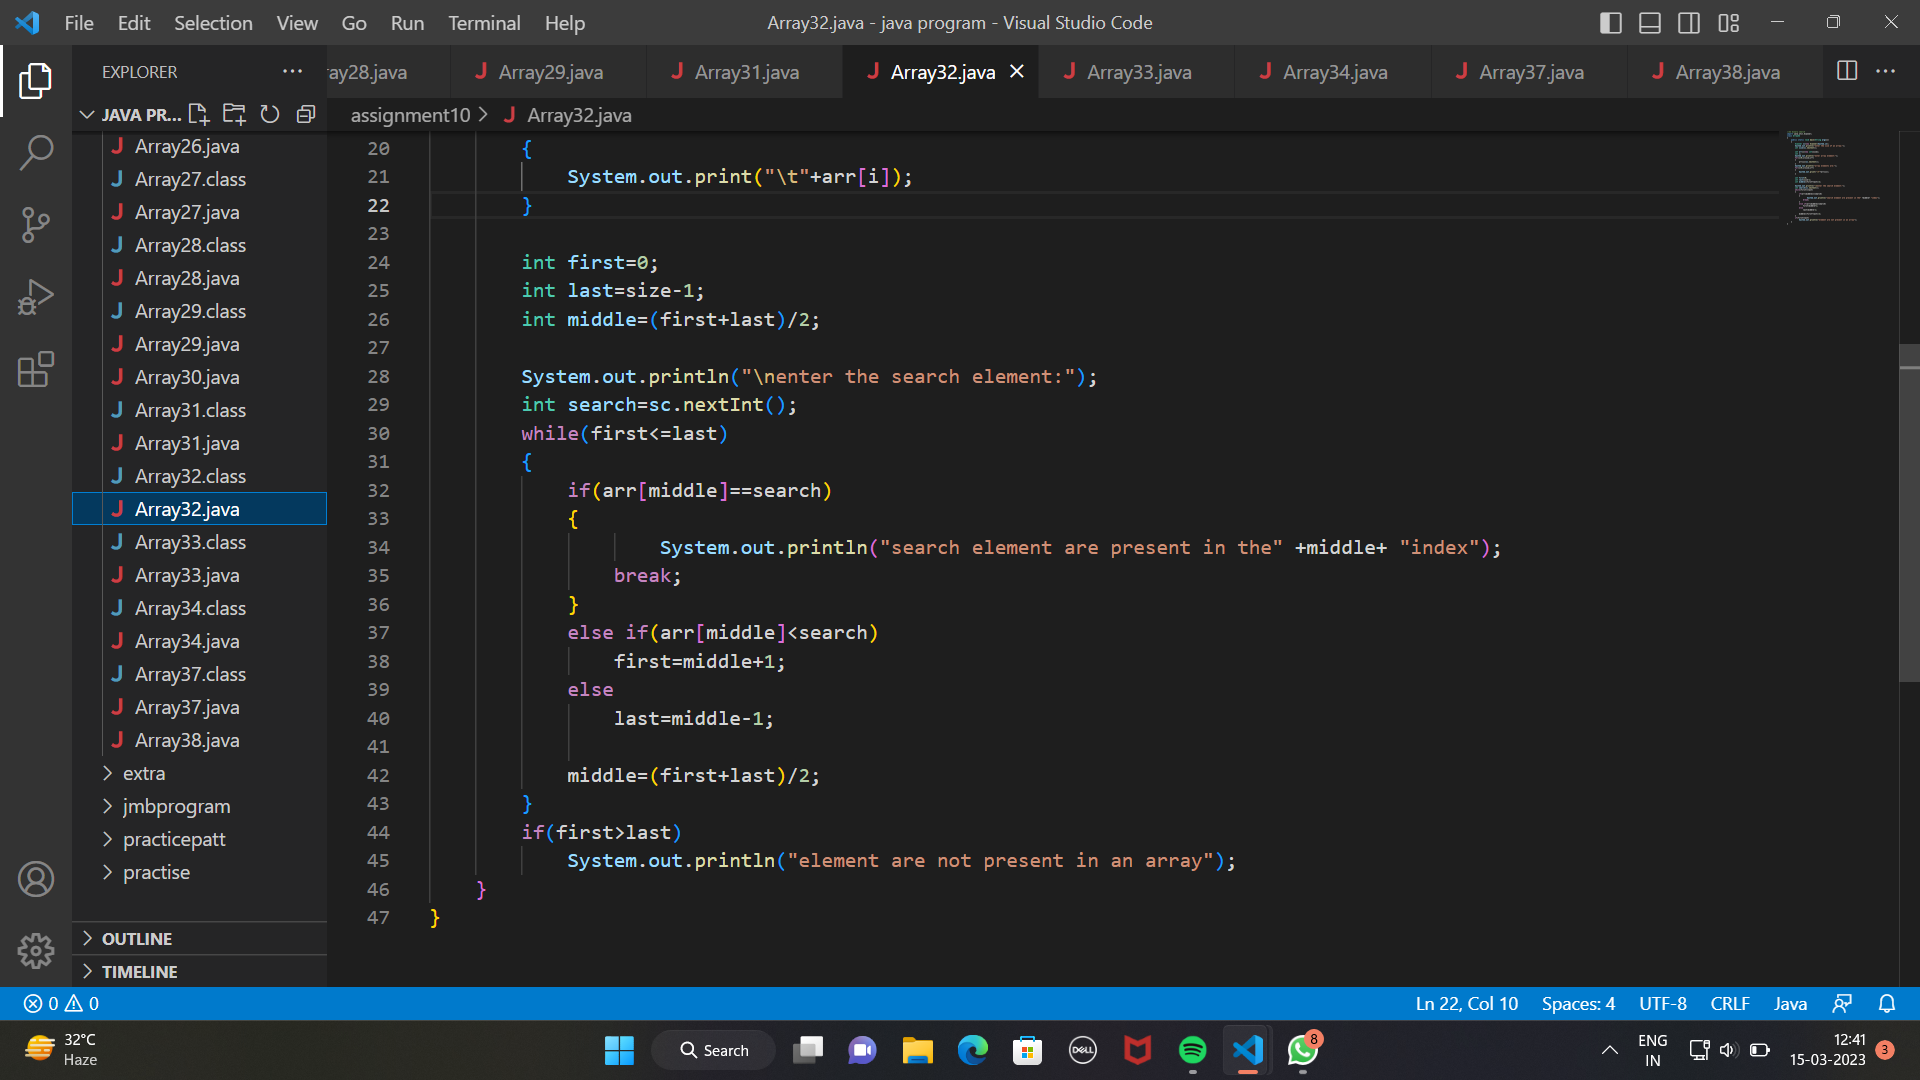 File Edit Selection View Go Run Terminal Help
Array32.java - java program - Visual Studio Code
EXPLORER
ray28.java
Array29.java
Array31.java
Array32.java
Array33.java
Array34.java
Array37.java
Array38.java
JAVA PR...
assignment10 > Array32.java
Array26.java
Array27.class
Array27.java
Array28.class
Array28.java
Array29.class
Array29.java
Array30.java
Array31.class
Array31.java
Array32.class
Array32.java
Array33.class
Array33.java
Array34.class
Array34.java
Array37.class
Array37.java
Array38.java
extra
jmbprogram
practicepatt
practise
OUTLINE
TIMELINE
20 {
21 System.out.print("\t"+arr[i]);
22 }
23
24 int first=0;
25 int last=size-1;
26 int middle=(first+last)/2;
27
28 System.out.println("\nenter the search element:");
29 int search=sc.nextInt();
30 while(first<=last)
31 {
32 if(arr[middle]==search)
33 {
34 System.out.println("search element are present in the" +middle+ "index");
35 break;
36 }
37 else if(arr[middle]<search)
38 first=middle+1;
39 else
40 last=middle-1;
41
42 middle=(first+last)/2;
43 }
44 if(first>last)
45 System.out.println("element are not present in an array");
46 }
47 }
0 0
Ln 22, Col 10 Spaces: 4 UTF-8 CRLF Java
32°C
Haze
Search
DELL
8
ENG
IN
12:41
15-03-2023
3